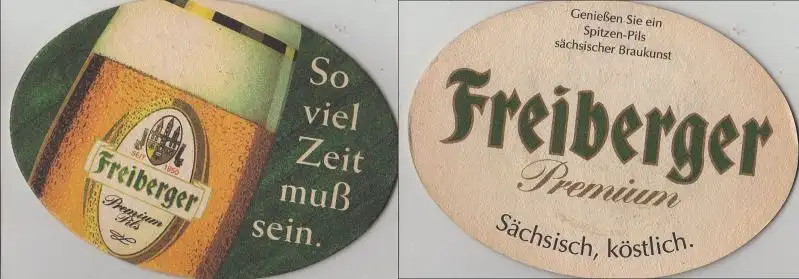 So
viel
Zeit
muß
sein.
SEIT 1850
Freiberger
Premium
Pils
Genießen Sie ein
Spitzen-Pils
sächsischer Braukunst
Freiberger
Premium
Sächsisch, köstlich.